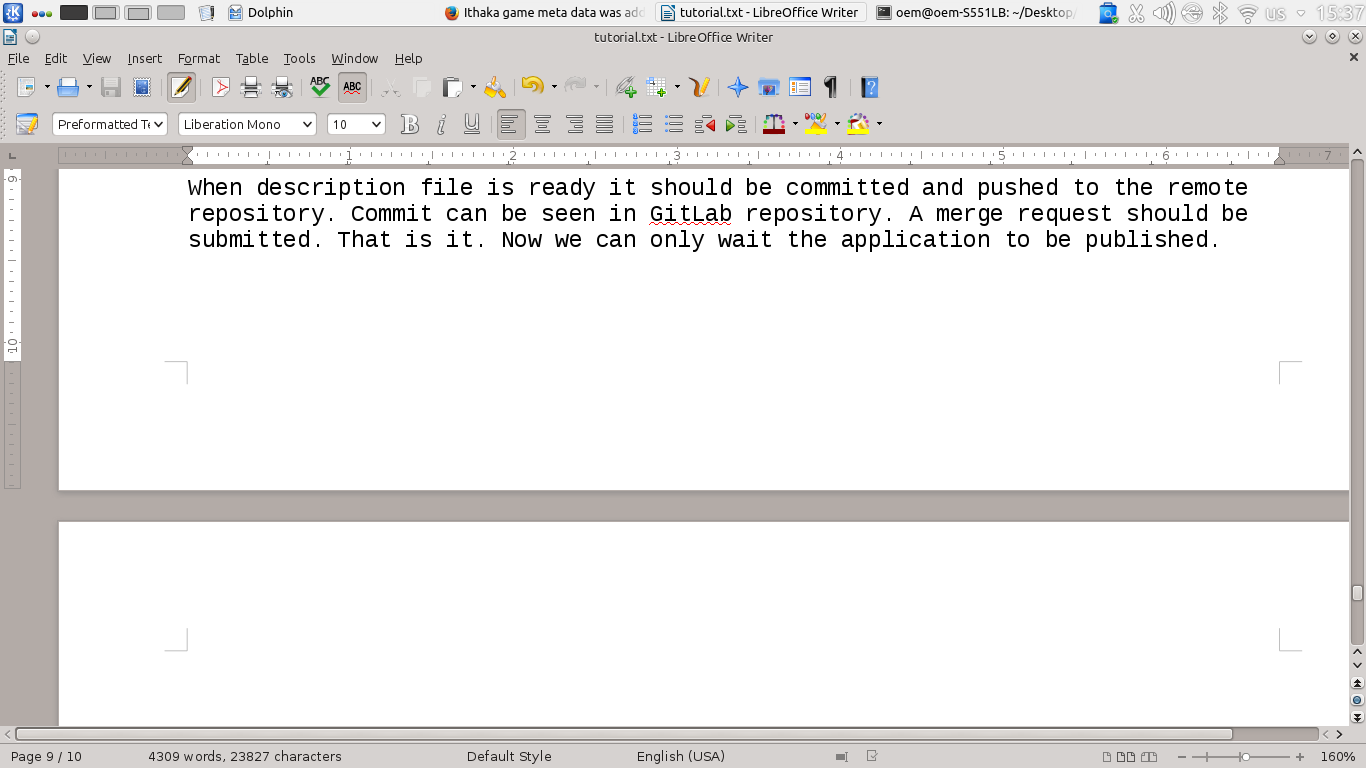 Dolphin
Ithaka game meta data was add
tutorial.txt - LibreOffice Writer
oem@oem-S551LB: ~/Desktop/
us
15:37
tutorial.txt - LibreOffice Writer
File Edit View Insert Format Table Tools Window Help
ABC ABC
Preformatted Te Liberation Mono 10
1 2 3 4 5 6 7
9
When description file is ready it should be committed and pushed to the remote
repository. Commit can be seen in GitLab repository. A merge request should be
submitted. That is it. Now we can only wait the application to be published.
10
Page 9 / 10 4309 words, 23827 characters Default Style English (USA) 160%